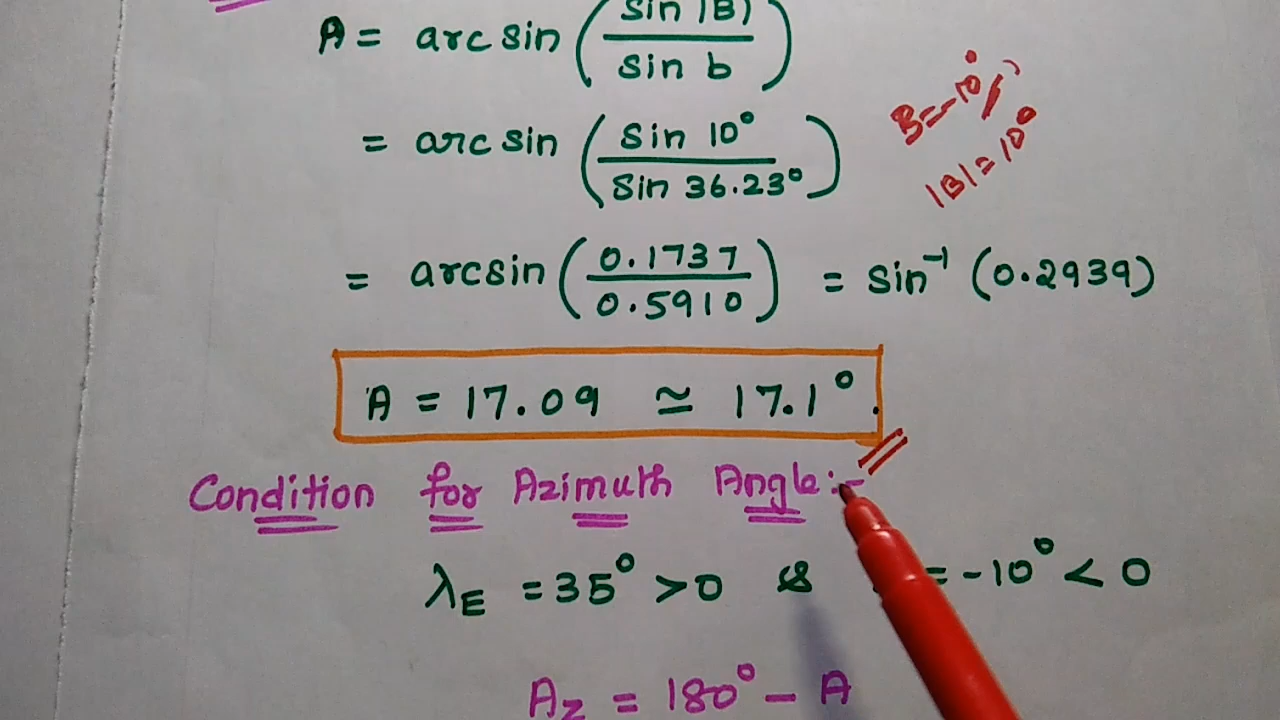 A = arc sin ( sin |B| / sin b )
= arc sin ( sin 10° / sin 36.23° )
B = -10°
|B| = 10°
= arcsin ( 0.1737 / 0.5910 ) = sin⁻¹ (0.2939)
A = 17.09 ≃ 17.1°.
Condition for Azimuth Angle:-
λE = 35° > 0 & = -10° < 0
Az = 180° - A